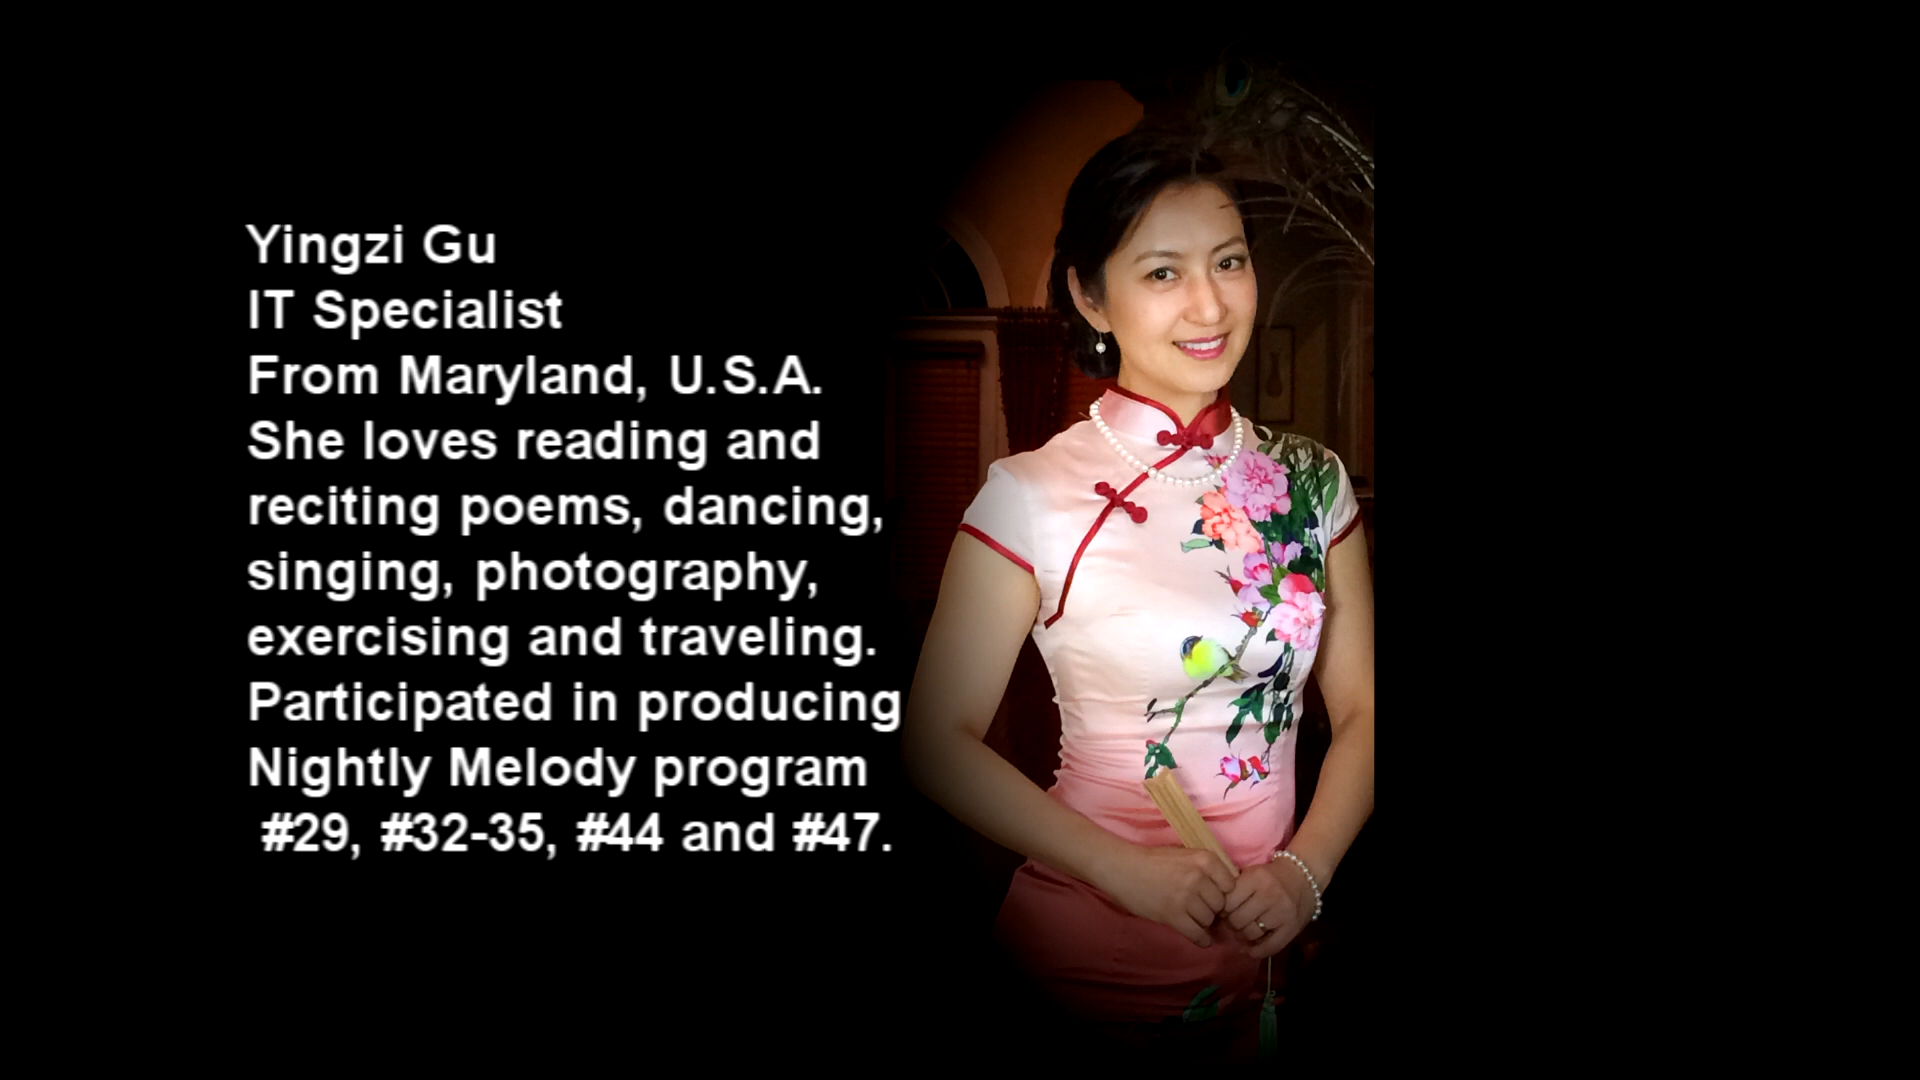 Yingzi Gu
IT Specialist
From Maryland, U.S.A.
She loves reading and
reciting poems, dancing,
singing, photography,
exercising and traveling.
Participated in producing
Nightly Melody program
#29, #32-35, #44 and #47.